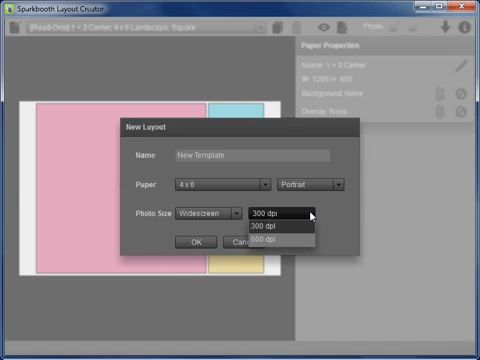 Sparkbooth Layout Creator
[Read Only] 1 + 3 Center, 4 x 6 Landscape, Square
Photo
Paper Properties
Name: 1 + 3 Center
W: 1200 H: 800
Background: None
Overlay: None
New Layout
Name New Template
Paper 4 x 6 Portrait
Photo Size Widescreen 300 dpi
300 dpi
600 dpi
OK Canc